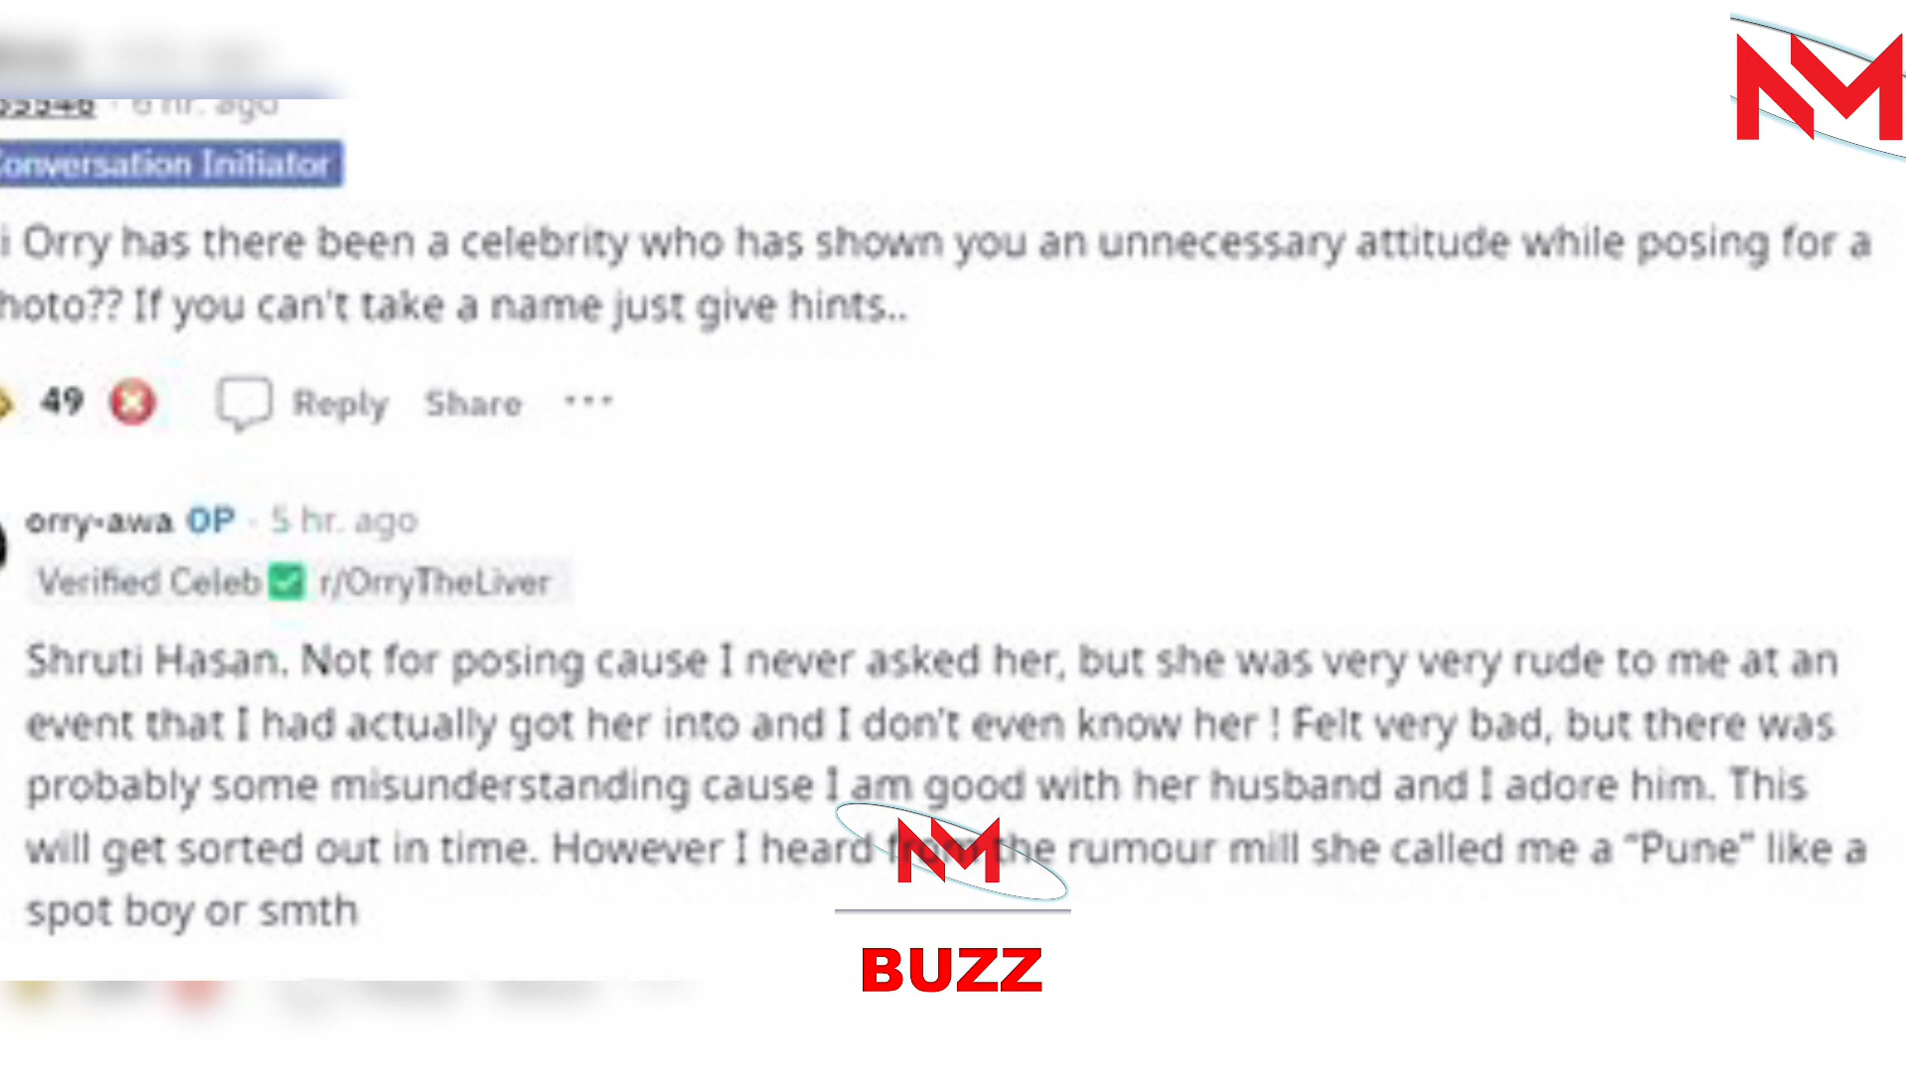 NM
55546 · 6 hr. ago
Conversation Initiator
i Orry has there been a celebrity who has shown you an unnecessary attitude while posing for a
hoto?? If you can't take a name just give hints..
49 Reply Share ...
orry-awa OP · 5 hr. ago
Verified Celeb ✅ r/OrryTheLiver
Shruti Hasan. Not for posing cause I never asked her, but she was very very rude to me at an
event that I had actually got her into and I don't even know her ! Felt very bad, but there was
probably some misunderstanding cause I am good with her husband and I adore him. This
will get sorted out in time. However I heard from the rumour mill she called me a “Pune” like a
spot boy or smth
NM
BUZZ